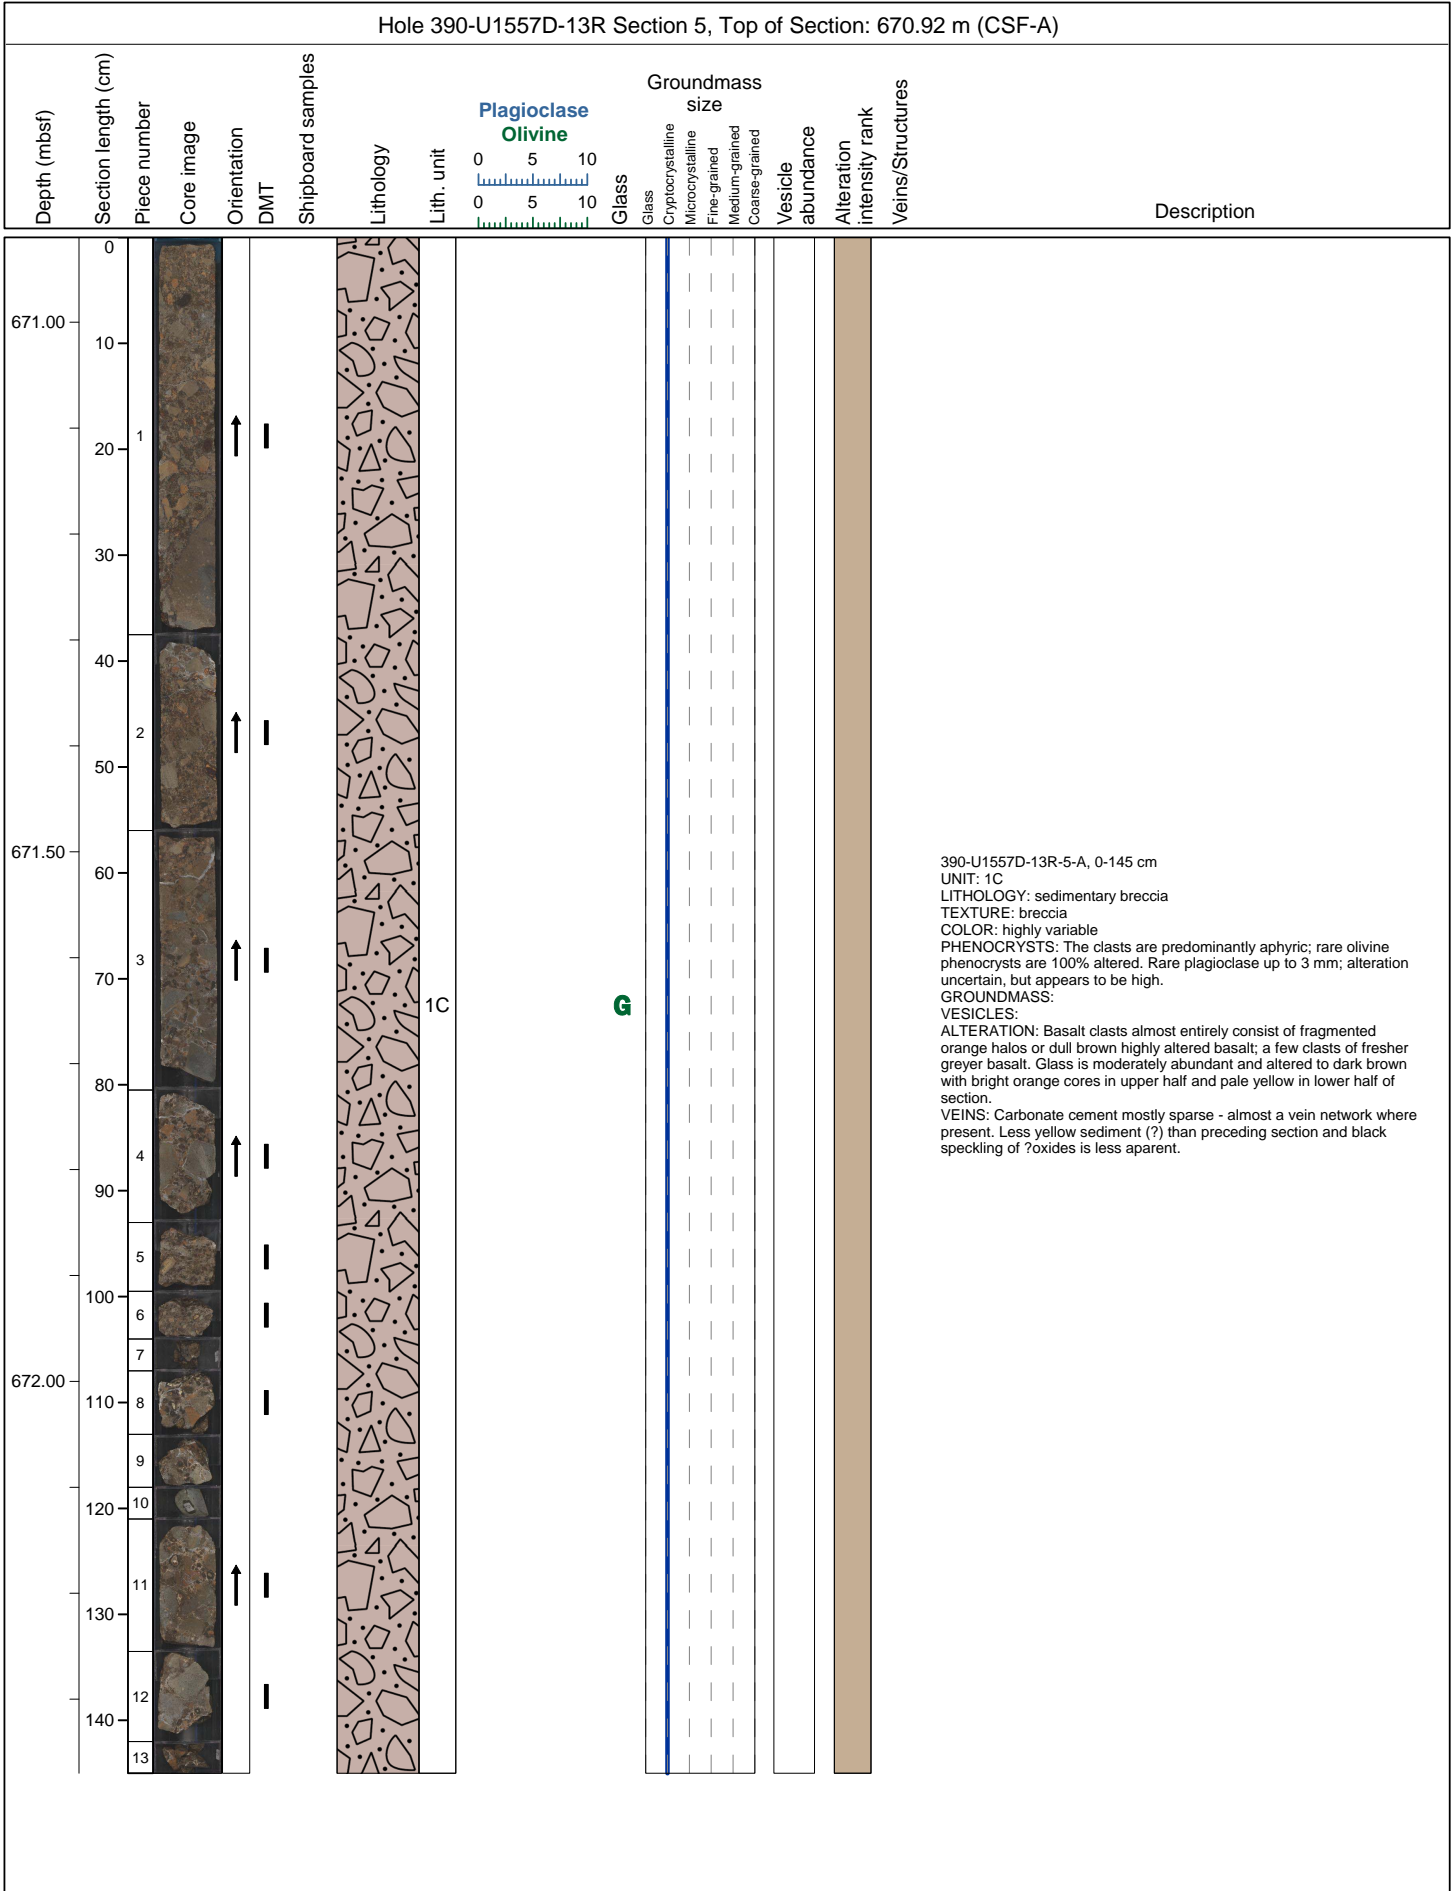 Hole 390-U1557D-13R Section 5, Top of Section: 670.92 m (CSF-A)
Depth (mbsf)
Section length (cm)
Piece number
Core image
Orientation
DMT
Shipboard samples
Lithology
Lith. unit
Plagioclase
Olivine
0 5 10
0 5 10
Glass
Groundmass
size
Glass
Cryptocrystalline
Microcrystalline
Fine-grained
Medium-grained
Coarse-grained
Vesicle
abundance
Alteration
intensity rank
Veins/Structures
Description
0
671.00
10
1
20
30
40
2
50
671.50
60
3
70
1C
G
80
4
90
5
100
6
7
672.00
8
110
9
10
120
11
130
12
140
13
390-U1557D-13R-5-A, 0-145 cm
UNIT: 1C
LITHOLOGY: sedimentary breccia
TEXTURE: breccia
COLOR: highly variable
PHENOCRYSTS: The clasts are predominantly aphyric; rare olivine
phenocrysts are 100% altered. Rare plagioclase up to 3 mm; alteration
uncertain, but appears to be high.
GROUNDMASS:
VESICLES:
ALTERATION: Basalt clasts almost entirely consist of fragmented
orange halos or dull brown highly altered basalt; a few clasts of fresher
greyer basalt. Glass is moderately abundant and altered to dark brown
with bright orange cores in upper half and pale yellow in lower half of
section.
VEINS: Carbonate cement mostly sparse - almost a vein network where
present. Less yellow sediment (?) than preceding section and black
speckling of ?oxides is less aparent.